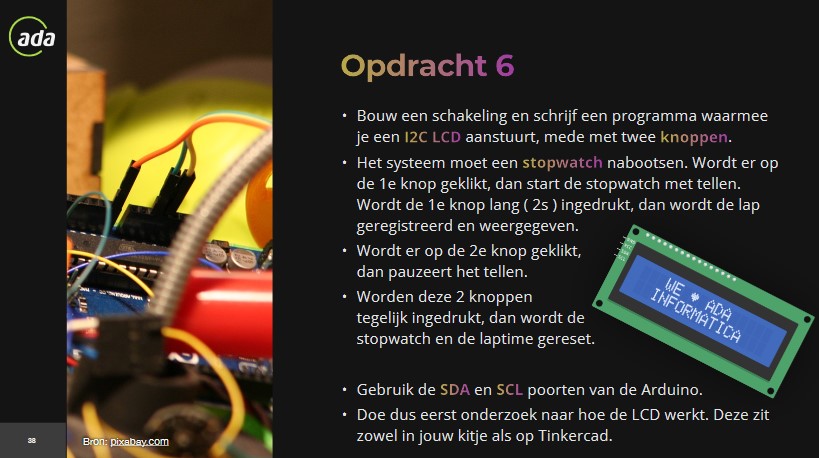 ada
Opdracht 6
• Bouw een schakeling en schrijf een programma waarmee
je een I2C LCD aanstuurt, mede met twee knoppen.
• Het systeem moet een stopwatch nabootsen. Wordt er op
de 1e knop geklikt, dan start de stopwatch met tellen.
Wordt de 1e knop lang ( 2s ) ingedrukt, dan wordt de lap
geregistreerd en weergegeven.
• Wordt er op de 2e knop geklikt,
dan pauzeert het tellen.
• Worden deze 2 knoppen
tegelijk ingedrukt, dan wordt de
stopwatch en de laptime gereset.
WE ♥ ADA
INFORMATICA
• Gebruik de SDA en SCL poorten van de Arduino.
• Doe dus eerst onderzoek naar hoe de LCD werkt. Deze zit
zowel in jouw kitje als op Tinkercad.
38
Bron: pixabay.com